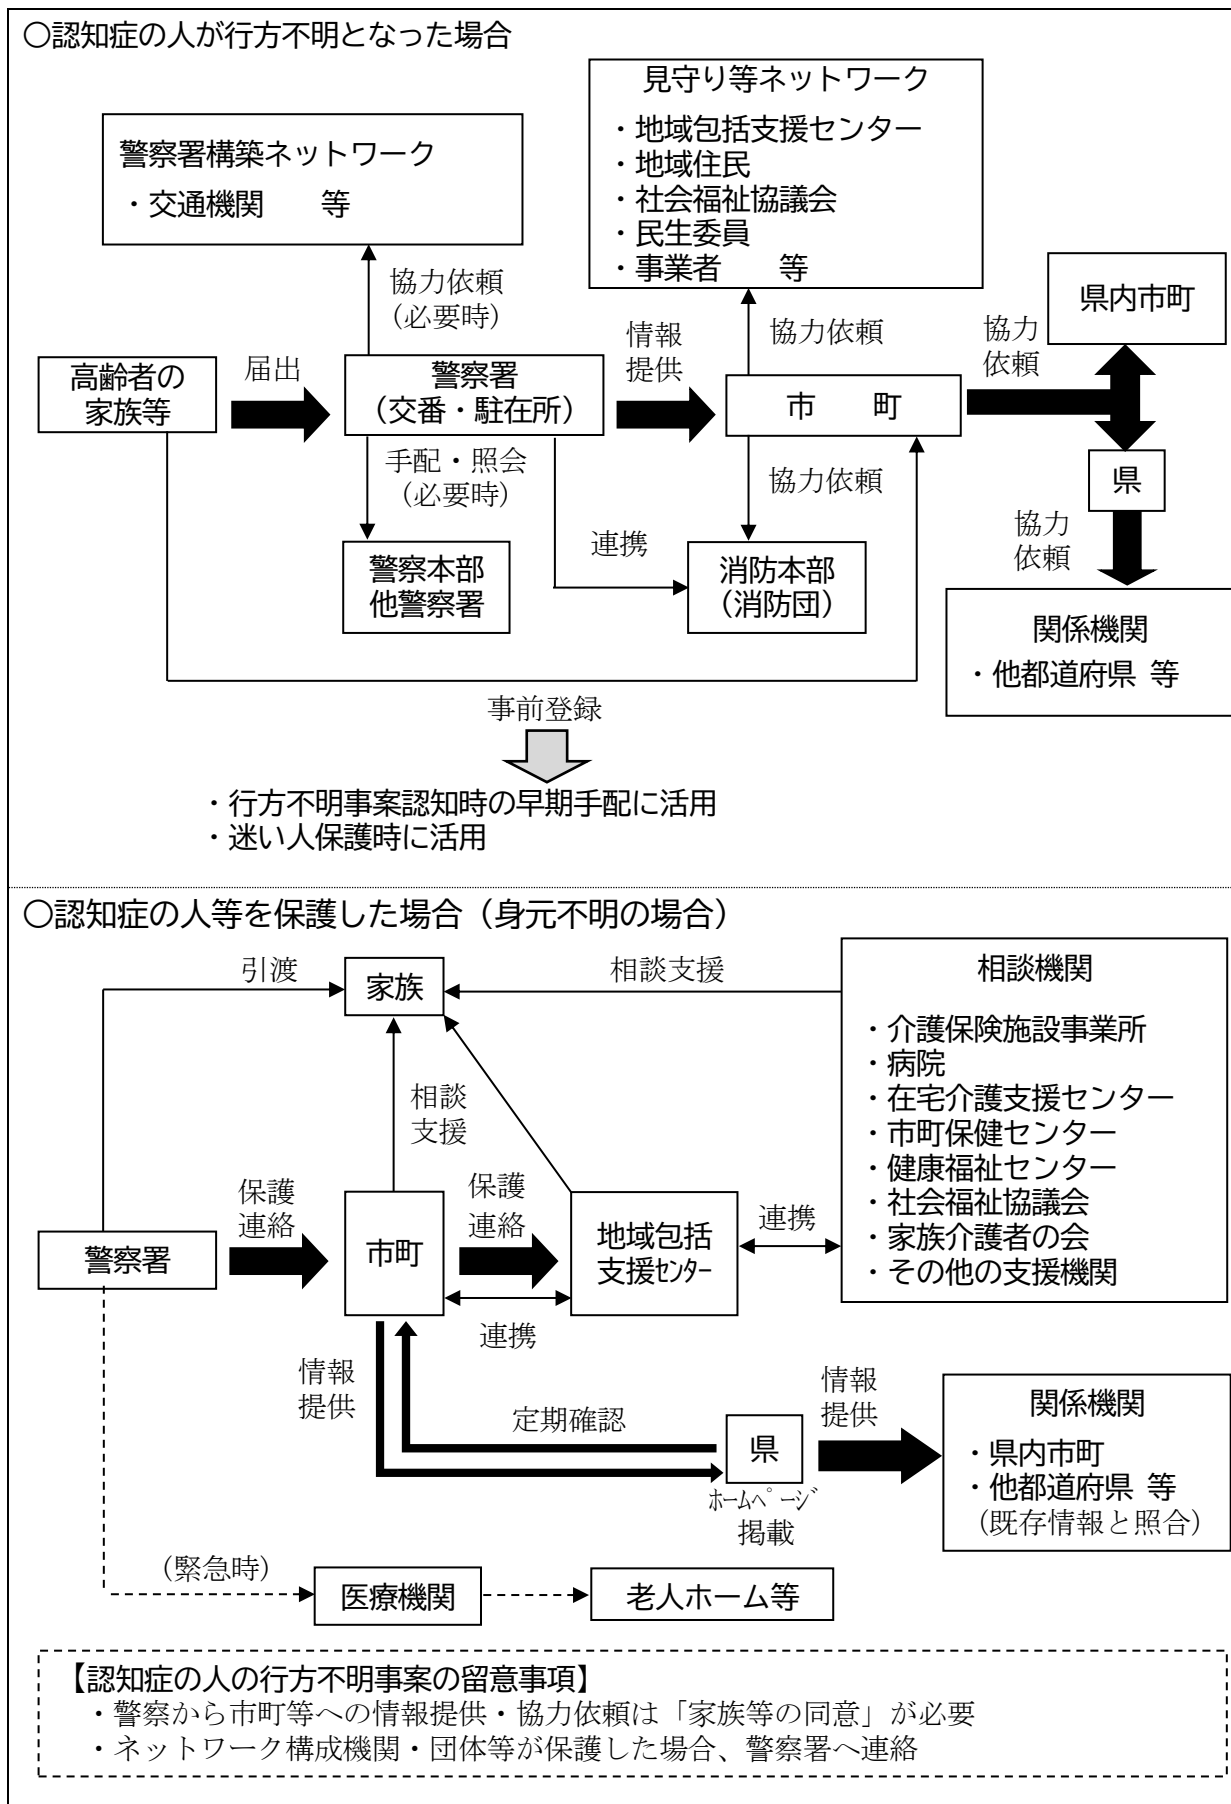 ○認知症の人が行方不明となった場合
見守り等ネットワーク
・地域包括支援センター
・地域住民
・社会福祉協議会
・民生委員
・事業者　等
警察署構築ネットワーク
・交通機関　等
協力依頼
(必要時)
協力依頼
県内市町
高齢者の
家族等
届出
警察署
（交番・駐在所）
情報
提供
市　町
協力
依頼
手配・照会
(必要時)
協力依頼
県
連携
協力
依頼
警察本部
他警察署
消防本部
（消防団）
関係機関
・他都道府県 等
事前登録
・行方不明事案認知時の早期手配に活用
・迷い人保護時に活用
○認知症の人等を保護した場合（身元不明の場合）
引渡
家族
相談支援
相談機関
・介護保険施設事業所
・病院
・在宅介護支援センター
・市町保健センター
・健康福祉センター
・社会福祉協議会
・家族介護者の会
・その他の支援機関
相談
支援
警察署
保護
連絡
市町
保護
連絡
地域包括
支援ｾﾝﾀｰ
連携
連携
情報
提供
定期確認
県
ﾎｰﾑﾍﾟｰｼﾞ
掲載
情報
提供
関係機関
・県内市町
・他都道府県 等
（既存情報と照合）
（緊急時）
医療機関
老人ホーム等
【認知症の人の行方不明事案の留意事項】
・警察から市町等への情報提供・協力依頼は「家族等の同意」が必要
・ネットワーク構成機関・団体等が保護した場合、警察署へ連絡